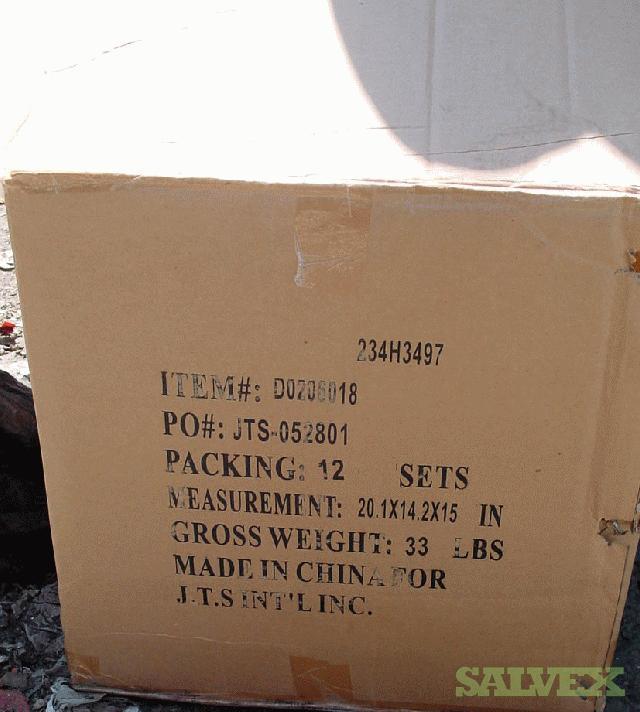 234H3497
ITEM#: D0206018
PO#: JTS-052801
PACKING: 12 SETS
MEASUREMENT: 20.1X14.2X15 IN
GROSS WEIGHT: 33 LBS
MADE IN CHINA FOR
J.T.S INT'L INC.
SALVEX